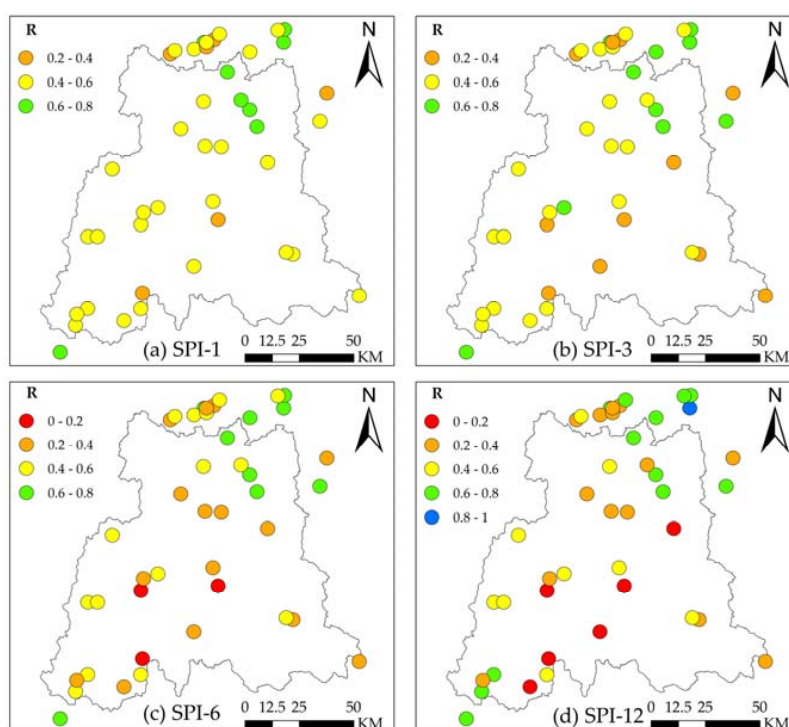 R
0.2 - 0.4
0.4 - 0.6
0.6 - 0.8
N
(a) SPI-1
0 12.5 25 50
KM
R
0.2 - 0.4
0.4 - 0.6
0.6 - 0.8
N
(b) SPI-3
0 12.5 25 50
KM
R
0 - 0.2
0.2 - 0.4
0.4 - 0.6
0.6 - 0.8
N
(c) SPI-6
0 12.5 25 50
KM
R
0 - 0.2
0.2 - 0.4
0.4 - 0.6
0.6 - 0.8
0.8 - 1
N
(d) SPI-12
0 12.5 25 50
KM